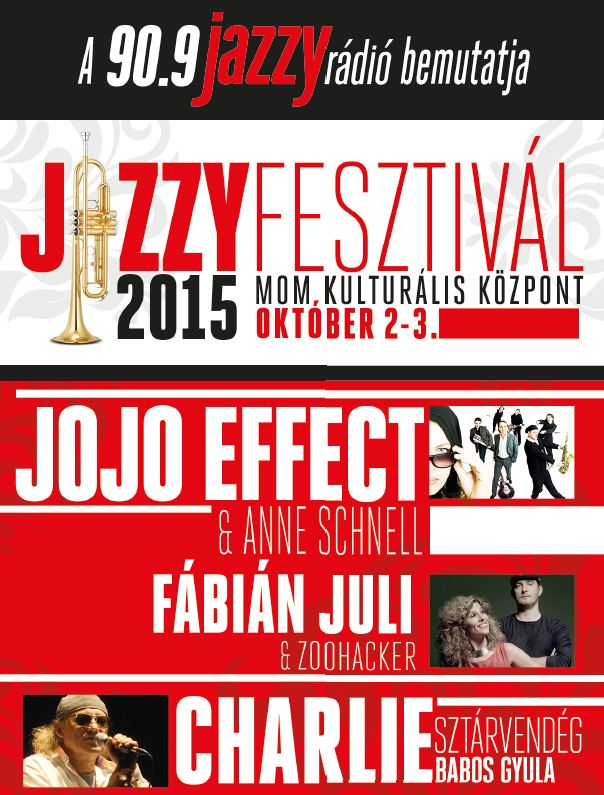 A 90.9 jazzy rádió bemutatja
JAZZY FESZTIVÁL
2015 MOM KULTURÁLIS KÖZPONT
OKTÓBER 2-3.
JOJO EFFECT
& ANNE SCHNELL
FÁBIÁN JULI
& ZOOHACKER
CHARLIE SZTÁRVENDÉG
BABOS GYULA